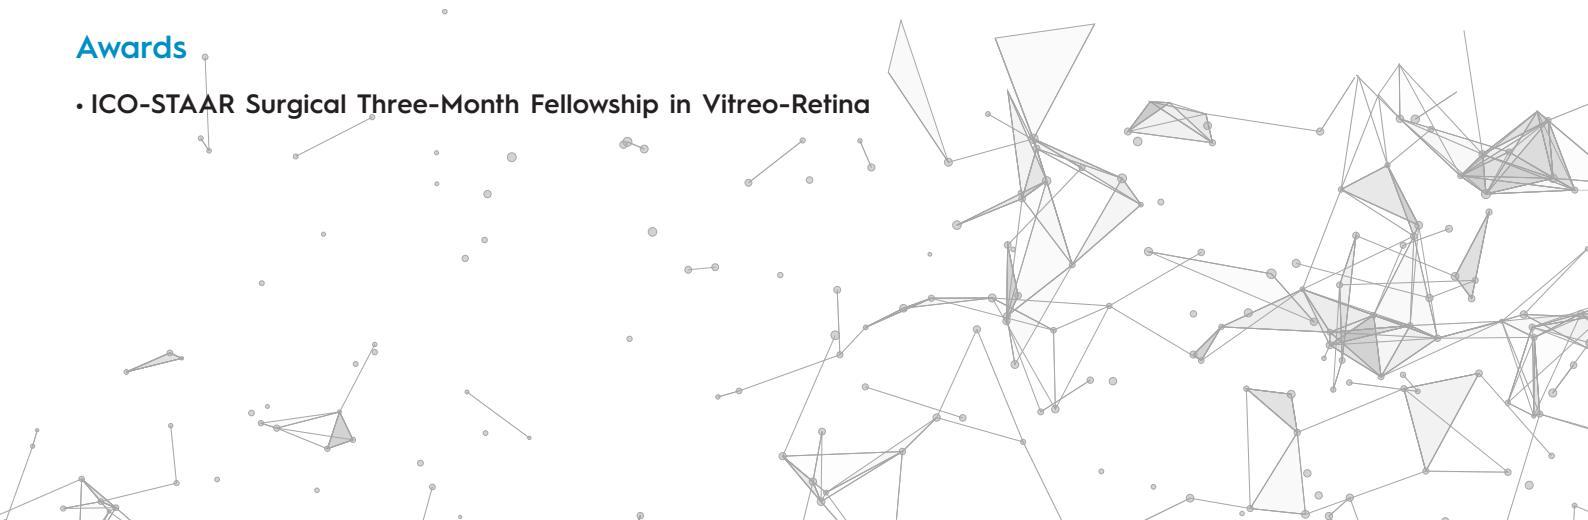 Awards
• ICO-STAAR Surgical Three-Month Fellowship in Vitreo-Retina